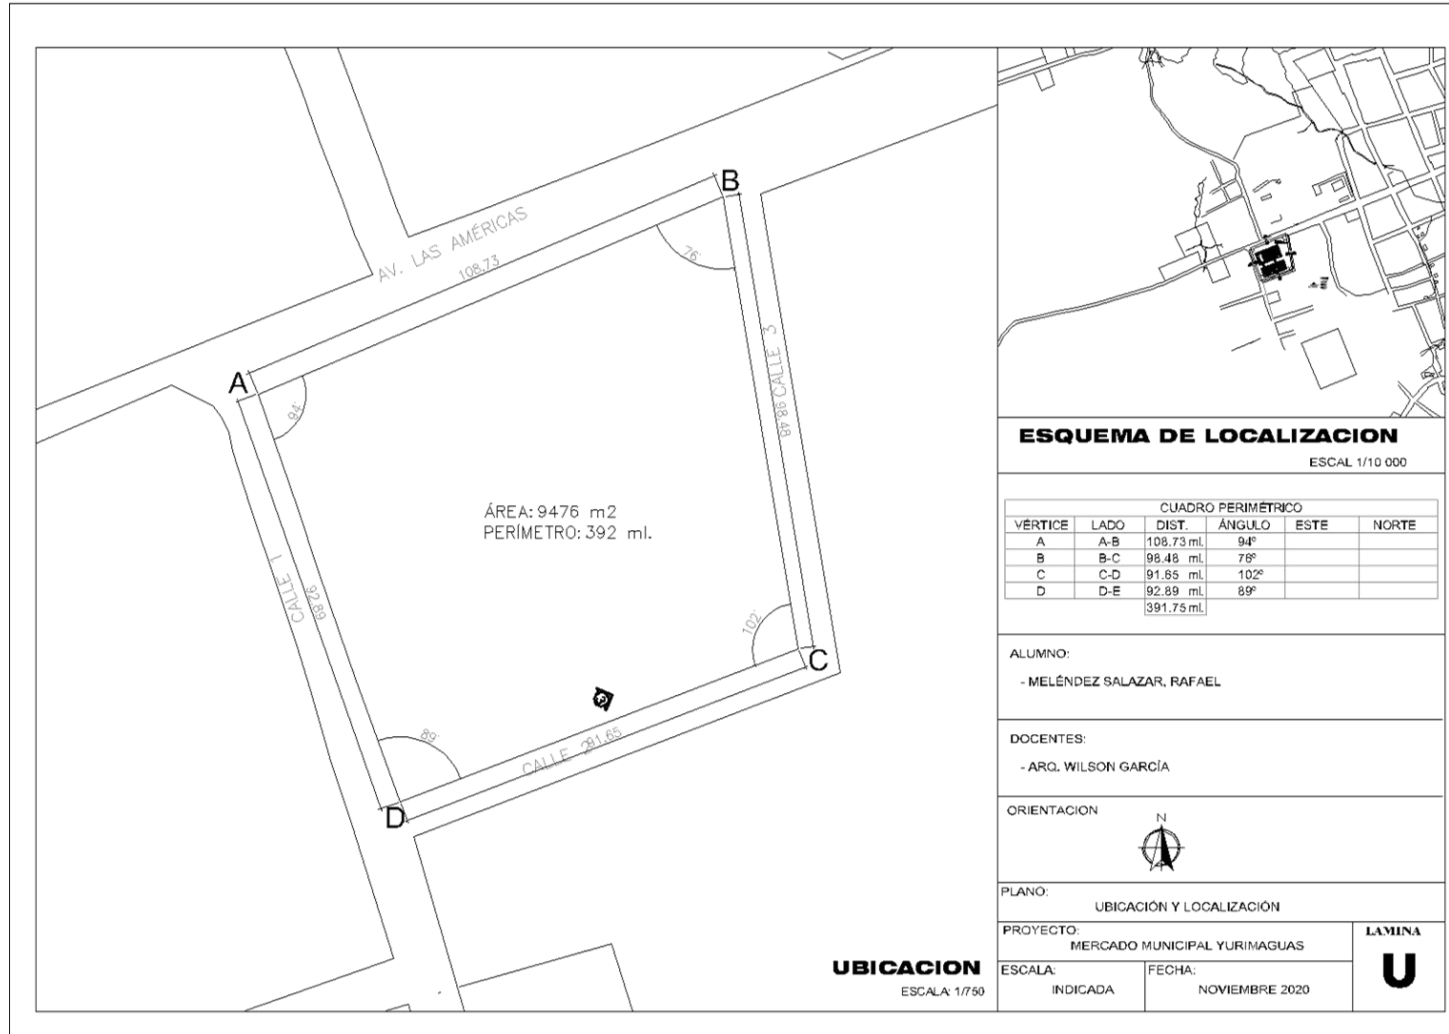 B
AV. LAS AMÉRICAS
108.73
76°
A
94°
CALLE 3
98.48
ÁREA: 9476 m2
PERÍMETRO: 392 ml.
CALLE 1
92.89
102°
C
89°
CALLE 2
91.65
D
UBICACION
ESCALA: 1/750
ESQUEMA DE LOCALIZACION
ESCAL 1/10 000
CUADRO PERIMÉTRICO
VÉRTICE LADO DIST. ÁNGULO ESTE NORTE
A A-B 108.73 ml. 94º
B B-C 98.48 ml. 76º
C C-D 91.65 ml. 102º
D D-E 92.89 ml. 89º
391.75 ml.
ALUMNO:
- MELÉNDEZ SALAZAR, RAFAEL
DOCENTES:
- ARQ. WILSON GARCÍA
ORIENTACION
N
PLANO:
UBICACIÓN Y LOCALIZACIÓN
PROYECTO:
MERCADO MUNICIPAL YURIMAGUAS
LAMINA
U
ESCALA:
INDICADA
FECHA:
NOVIEMBRE 2020